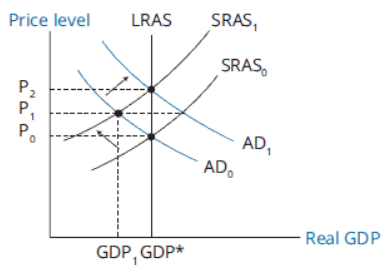 Price level
LRAS
SRAS₁
SRAS₀
P₂
P₁
P₀
AD₁
AD₀
Real GDP
GDP₁ GDP*